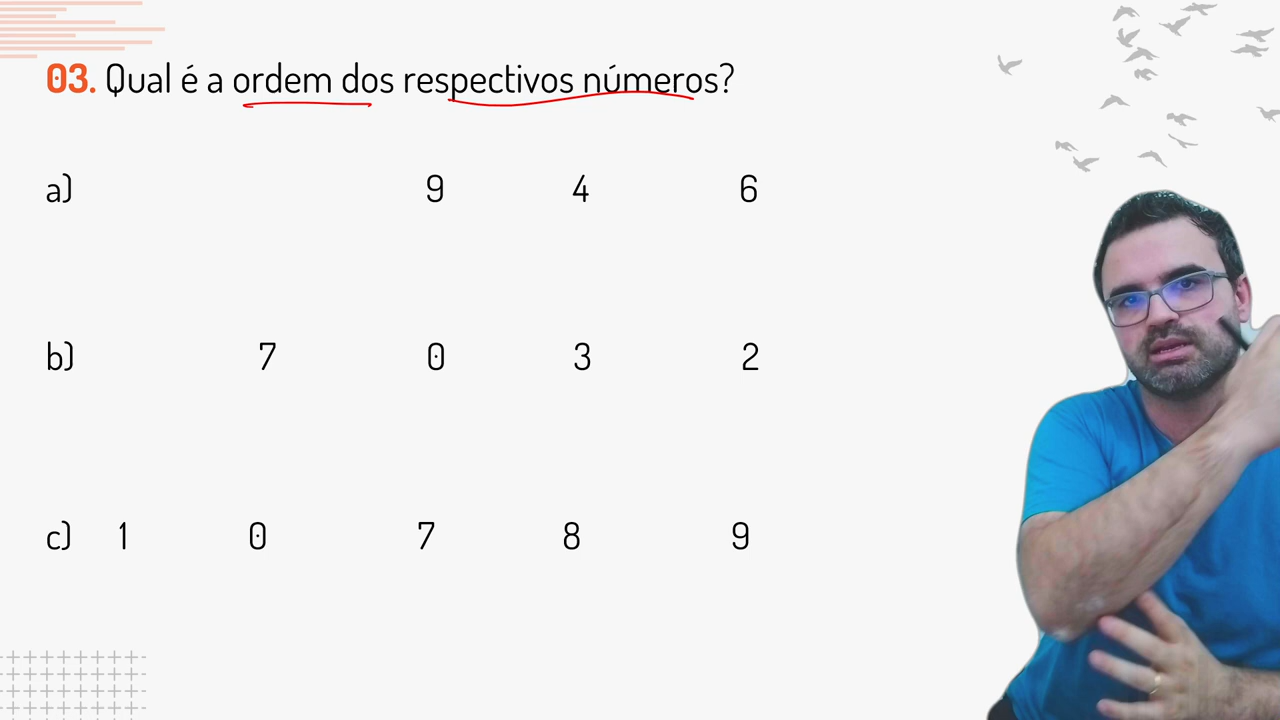 03. Qual é a ordem dos respectivos números?
a) 9 4 6
b) 7 0 3 2
c) 1 0 7 8 9